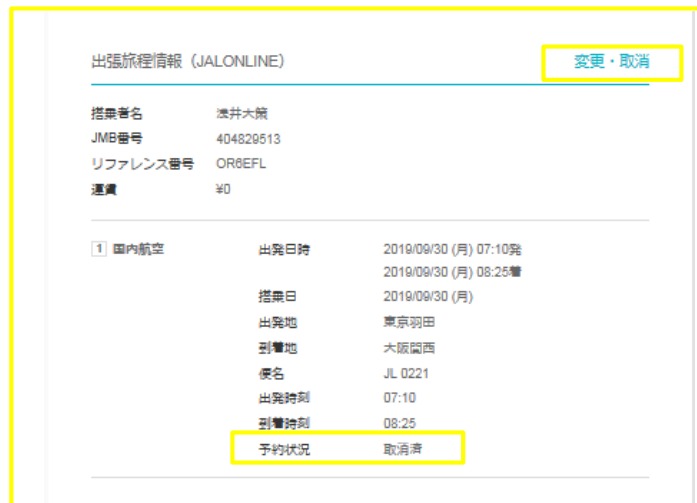 出張旅程情報（JALONLINE） 変更・取消
搭乗者名 浅井大策
JMB番号 404829513
リファレンス番号 OR6EFL
運賃 ¥0
1 国内航空 出発日時 2019/09/30 (月) 07:10発
2019/09/30 (月) 08:25着
搭乗日 2019/09/30 (月)
出発地 東京羽田
到着地 大阪関西
便名 JL 0221
出発時刻 07:10
到着時刻 08:25
予約状況 取消済